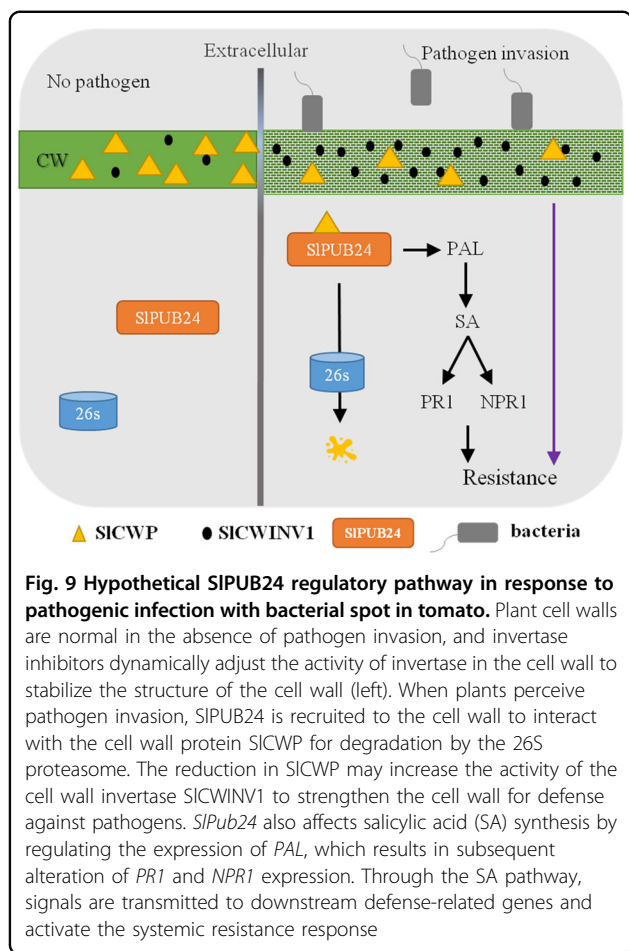 Extracellular
No pathogen
Pathogen invasion
CW
SlPUB24
PAL
SlPUB24
SA
26s
26s
PR1 NPR1
Resistance
SlCWP SlCWINV1 SlPUB24 bacteria
Fig. 9 Hypothetical SlPUB24 regulatory pathway in response to
pathogenic infection with bacterial spot in tomato. Plant cell walls
are normal in the absence of pathogen invasion, and invertase
inhibitors dynamically adjust the activity of invertase in the cell wall to
stabilize the structure of the cell wall (left). When plants perceive
pathogen invasion, SlPUB24 is recruited to the cell wall to interact
with the cell wall protein SlCWP for degradation by the 26S
proteasome. The reduction in SlCWP may increase the activity of the
cell wall invertase SlCWINV1 to strengthen the cell wall for defense
against pathogens. SlPub24 also affects salicylic acid (SA) synthesis by
regulating the expression of PAL, which results in subsequent
alteration of PR1 and NPR1 expression. Through the SA pathway,
signals are transmitted to downstream defense-related genes and
activate the systemic resistance response